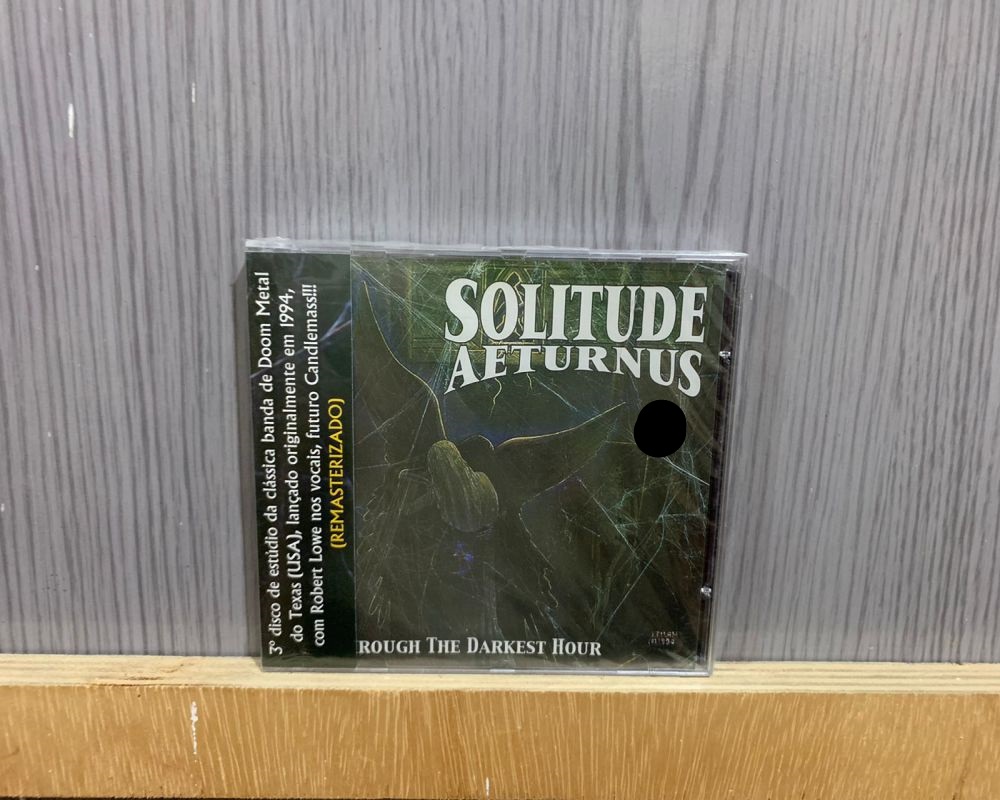 3º disco de estúdio da clássica banda de Doom Metal
do Texas (USA), lançado originalmente em 1994,
com Robert Lowe nos vocais, futuro Candlemass!!!
(REMASTERIZADO)
SOLITUDE
AETURNUS
ROUGH THE DARKEST HOUR